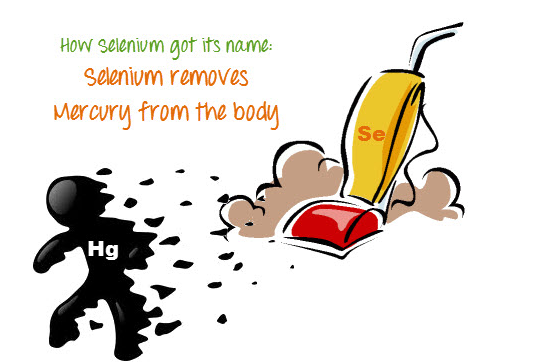 How selenium got its name:
Selenium removes
Mercury from the body
Se
Hg